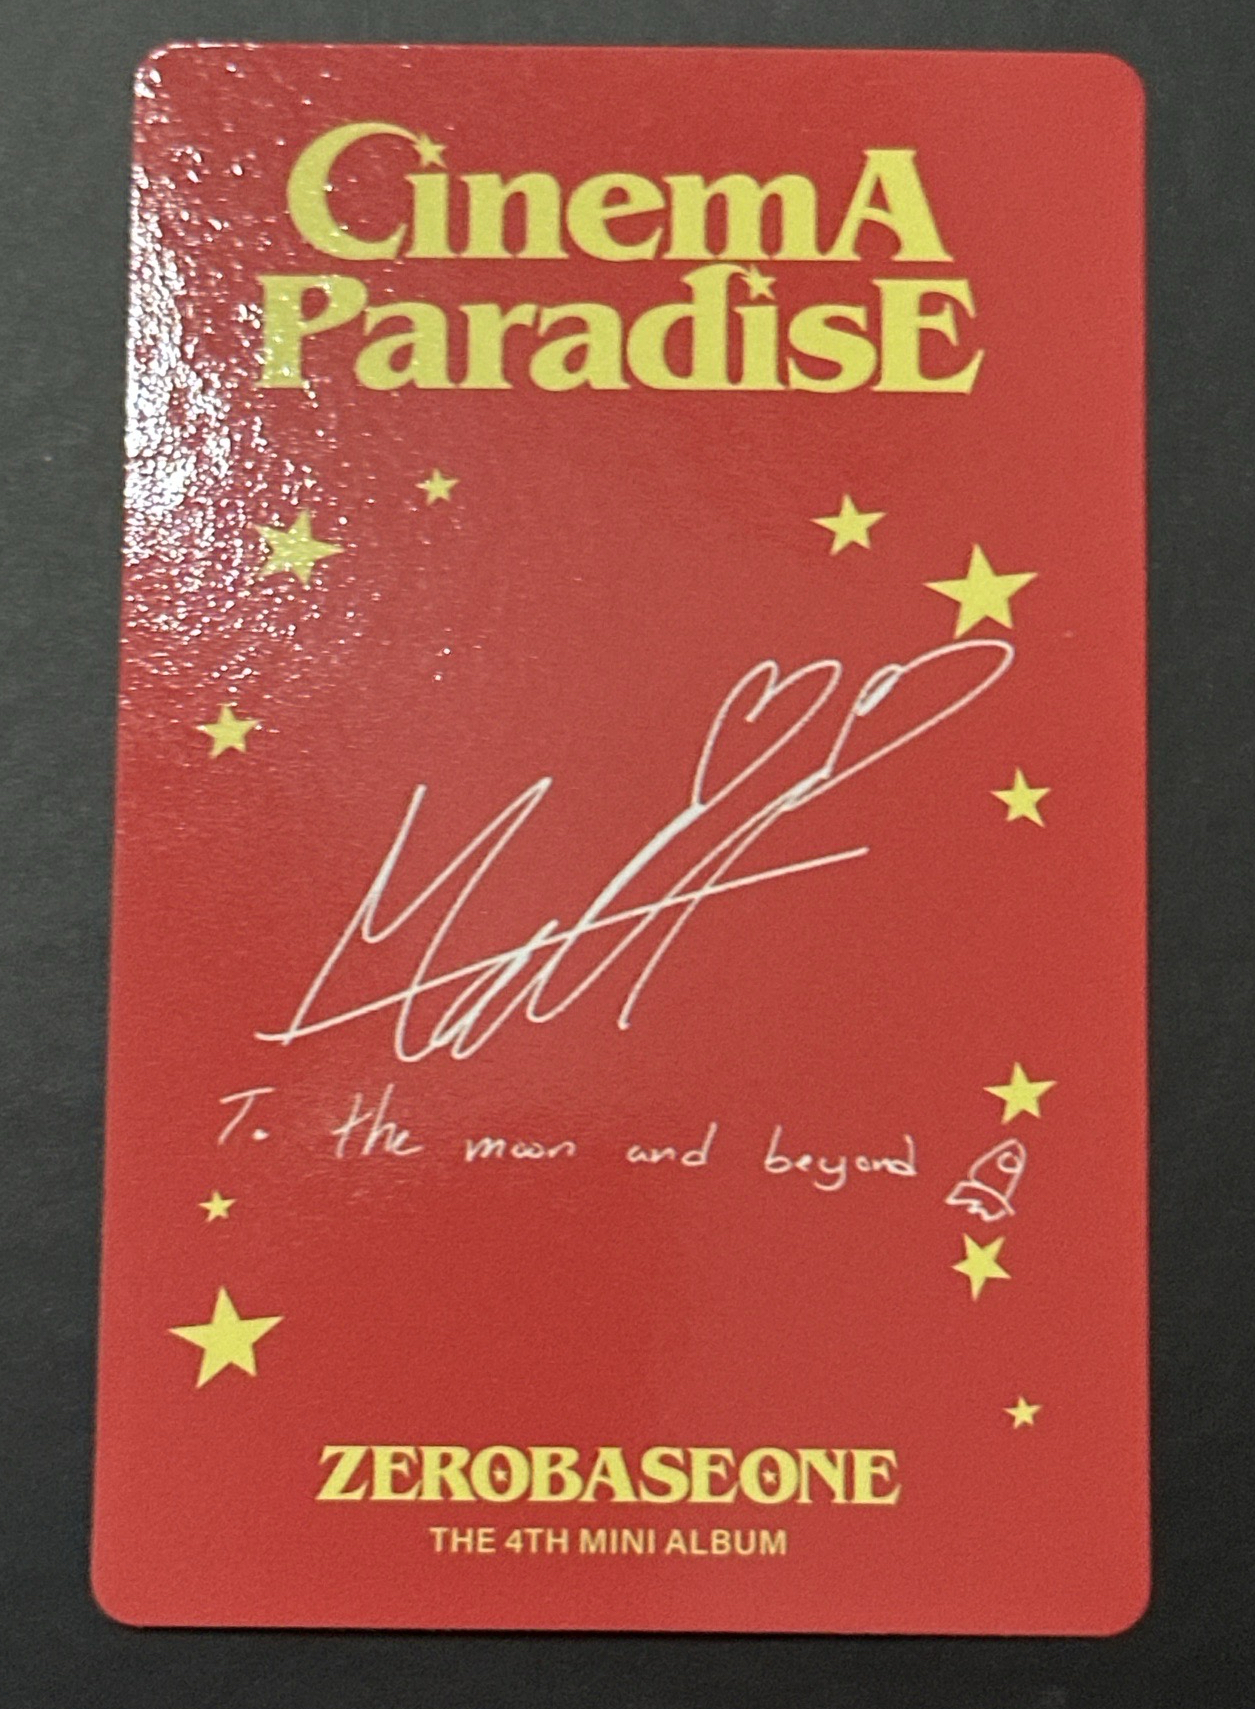 CinemA
ParadisE
Matt
To. the moon and beyond
ZEROBASEONE
THE 4TH MINI ALBUM